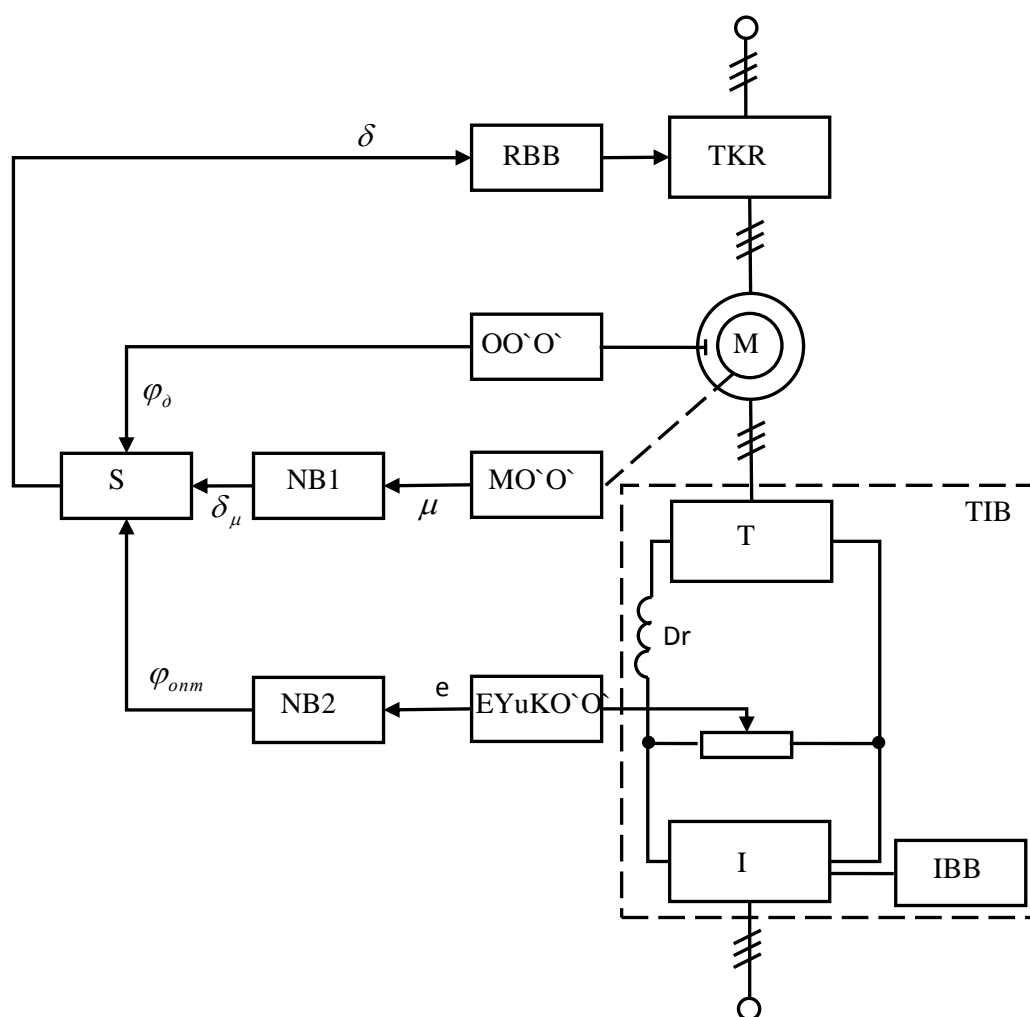 δ
RBB
TKR
OO`O`
M
φ∂
S
NB1
MO`O`
δμ
μ
TIB
T
Dr
φonm
NB2
e
EYuKO`O`
I
IBB